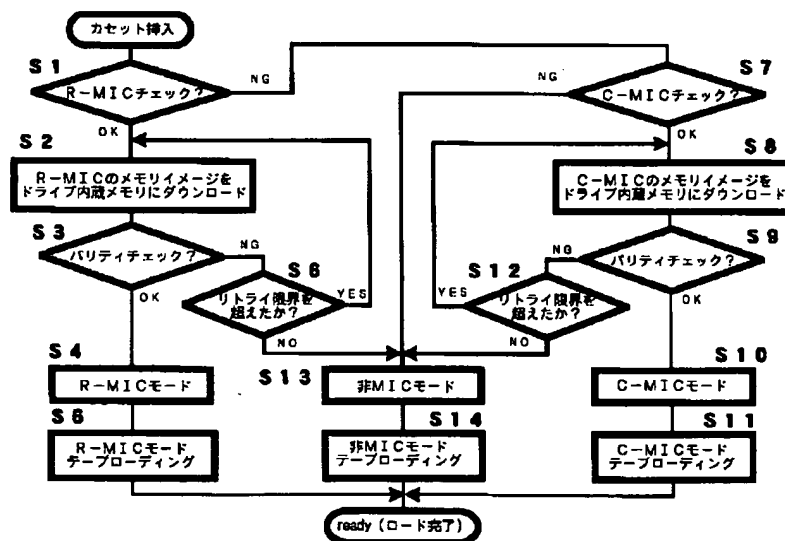 カセット挿入
S1
R-MICチェック?
NG
OK
S2
R-MICのメモリイメージを
ドライブ内蔵メモリにダウンロード
S3
パリティチェック?
NG
OK
S6
リトライ限界を
超えたか?
YES
NO
S4
R-MICモード
S6
R-MICモード
テープローディング
S7
C-MICチェック?
NG
OK
S8
C-MICのメモリイメージを
ドライブ内蔵メモリにダウンロード
S9
パリティチェック?
NG
OK
S12
リトライ限界を
超えたか?
YES
NO
S10
C-MICモード
S11
C-MICモード
テープローディング
S13
非MICモード
S14
非MICモード
テープローディング
ready(ロード完了)